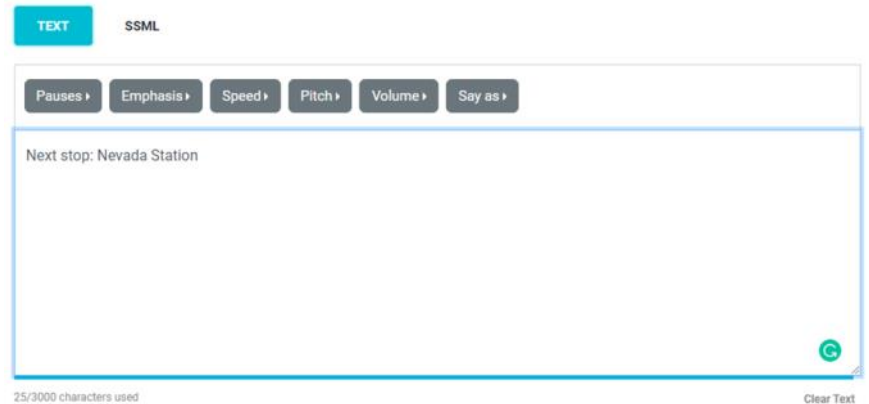 TEXT SSML
Pauses Emphasis Speed Pitch Volume Say as
Next stop: Nevada Station
25/3000 characters used Clear Text